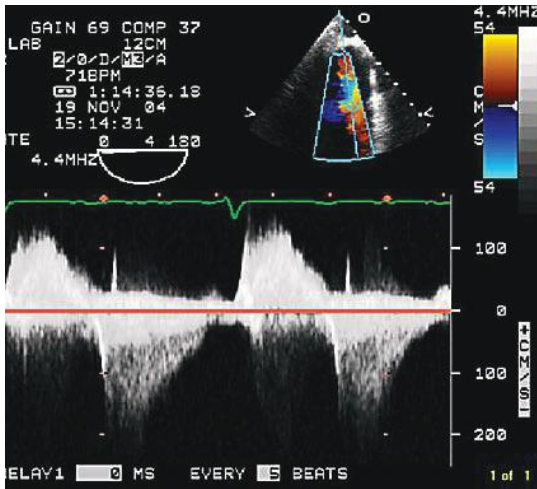 GAIN 69 COMP 37
LAB 12CM
2/0/D/M3/A
71BPM
1:14:36.18
19 NOV 04
15:14:31
0 4 180
4.4MHZ
4.4MHZ
54
CM/S
54
100
0
100
200
+CM/S
DELAY1 0 MS EVERY 5 BEATS
1 of 1